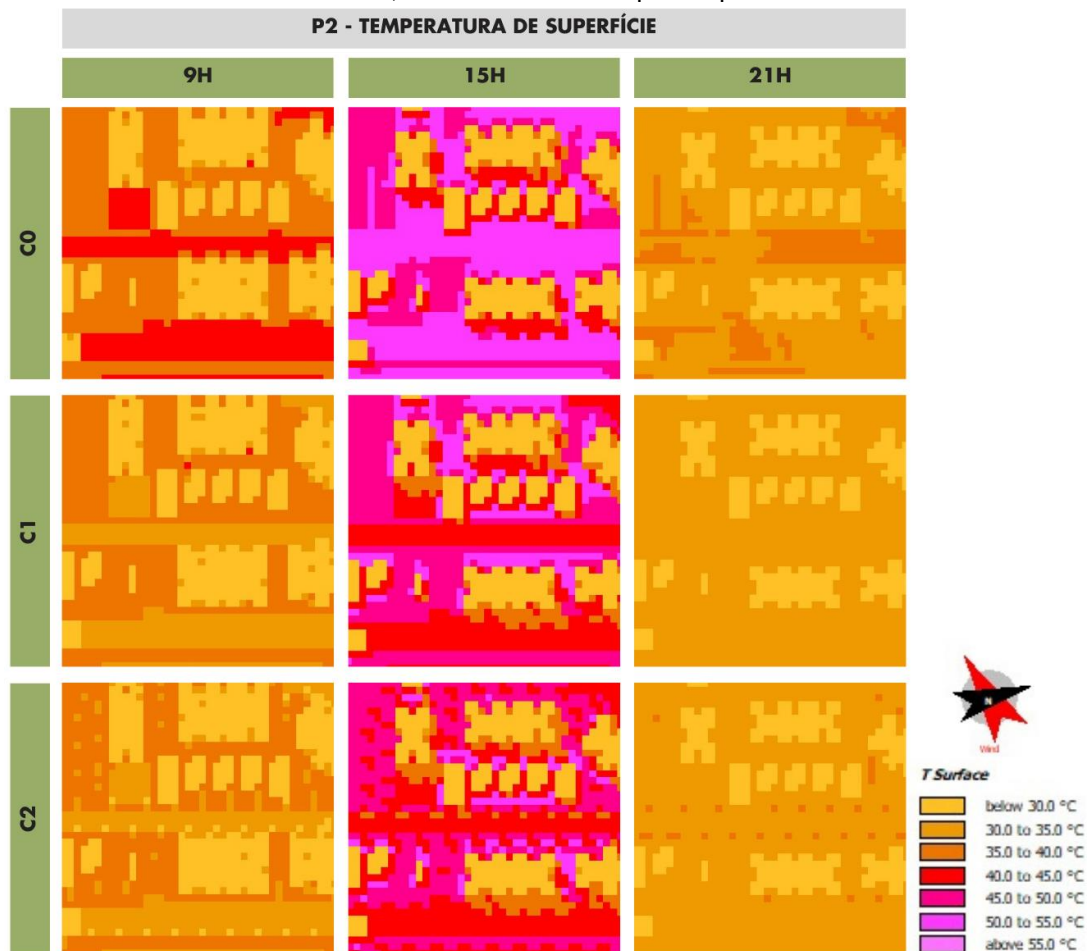 P2 - TEMPERATURA DE SUPERFÍCIE
9H
15H
21H
C0
C1
C2
N
Wind
T Surface
below 30.0 °C
30.0 to 35.0 °C
35.0 to 40.0 °C
40.0 to 45.0 °C
45.0 to 50.0 °C
50.0 to 55.0 °C
above 55.0 °C